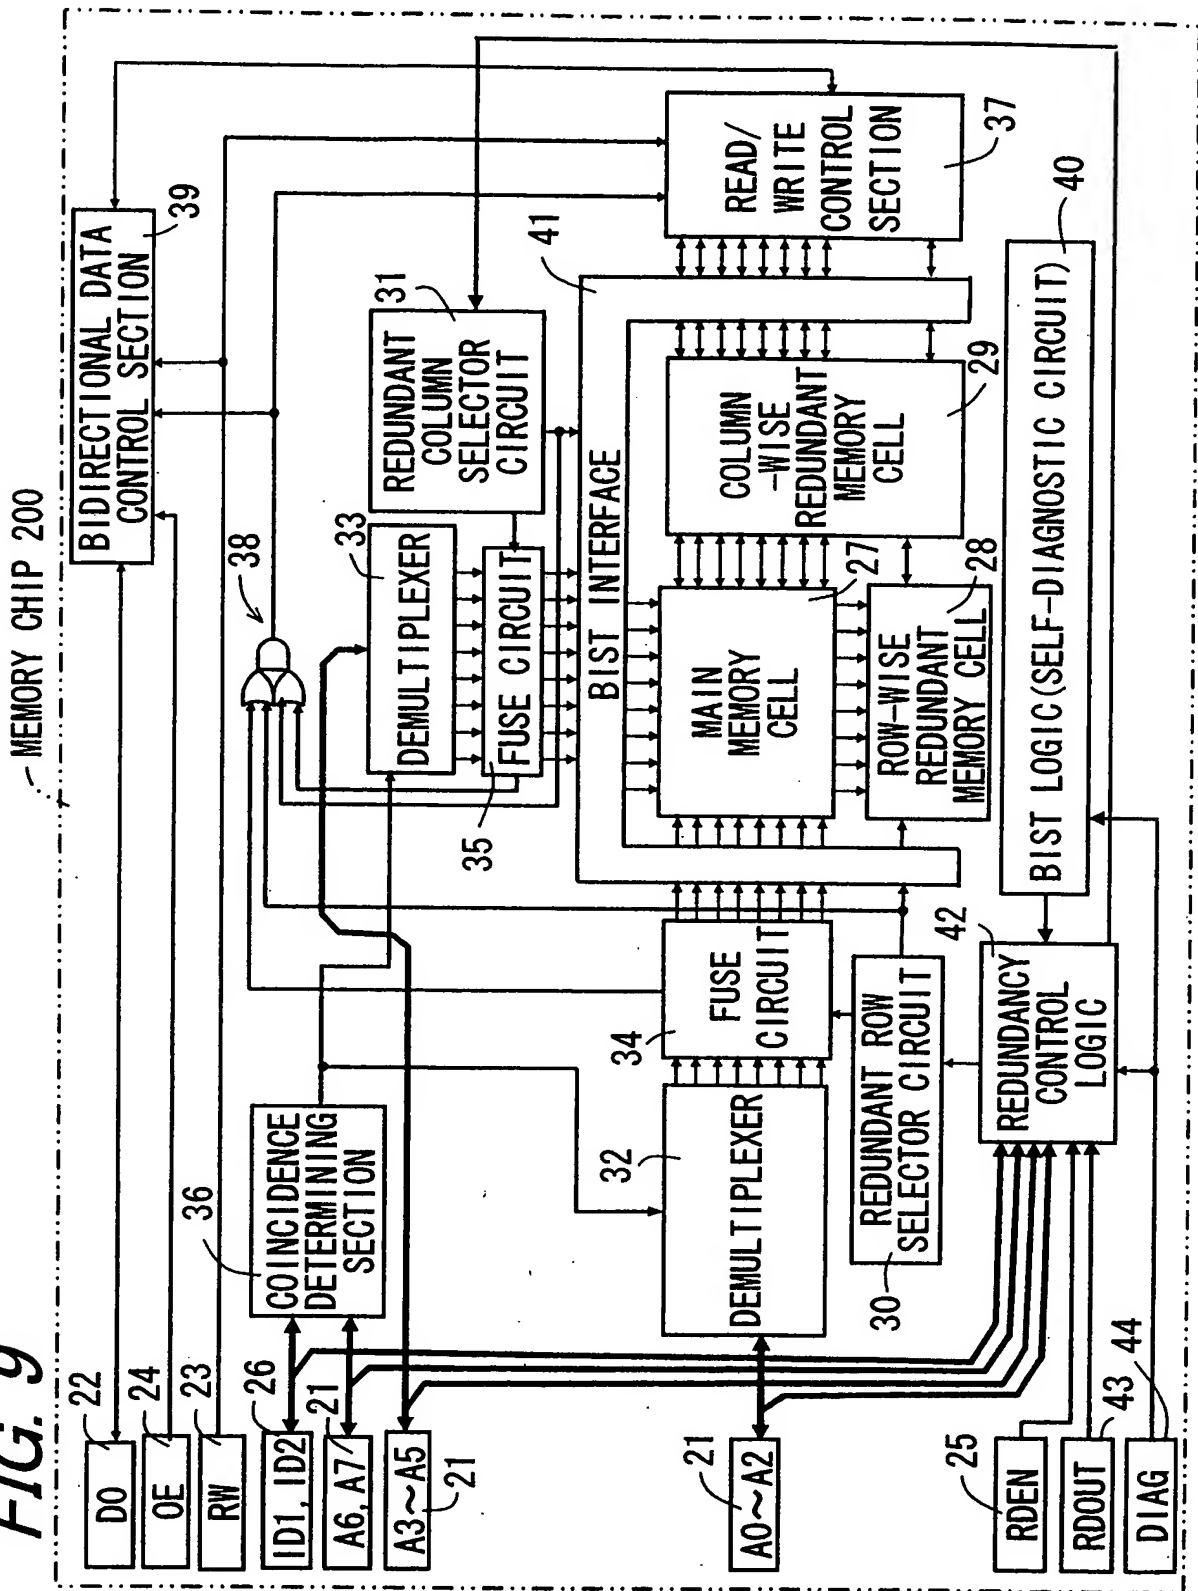 FIG. 9
MEMORY CHIP 200
22
DO
24
OE
23
RW
26
ID1, ID2
21
A6, A7
A3~A5
21
21
A0~A2
25
RDEN
RDOUT
43
DIAG
44
36
COINCIDENCE
DETERMINING
SECTION
32
DEMULTIPLEXER
30
REDUNDANT ROW
SELECTOR CIRCUIT
34
FUSE
CIRCUIT
42
REDUNDANCY
CONTROL
LOGIC
38
33
DEMULTIPLEXER
35
FUSE CIRCUIT
31
REDUNDANT
COLUMN
SELECTOR
CIRCUIT
39
BIDIRECTIONAL DATA
CONTROL SECTION
41
BIST INTERFACE
27
MAIN
MEMORY
CELL
28
ROW-WISE
REDUNDANT
MEMORY CELL
29
COLUMN
-WISE
REDUNDANT
MEMORY
CELL
READ/
WRITE
CONTROL
SECTION
37
40
BIST LOGIC(SELF-DIAGNOSTIC CIRCUIT)